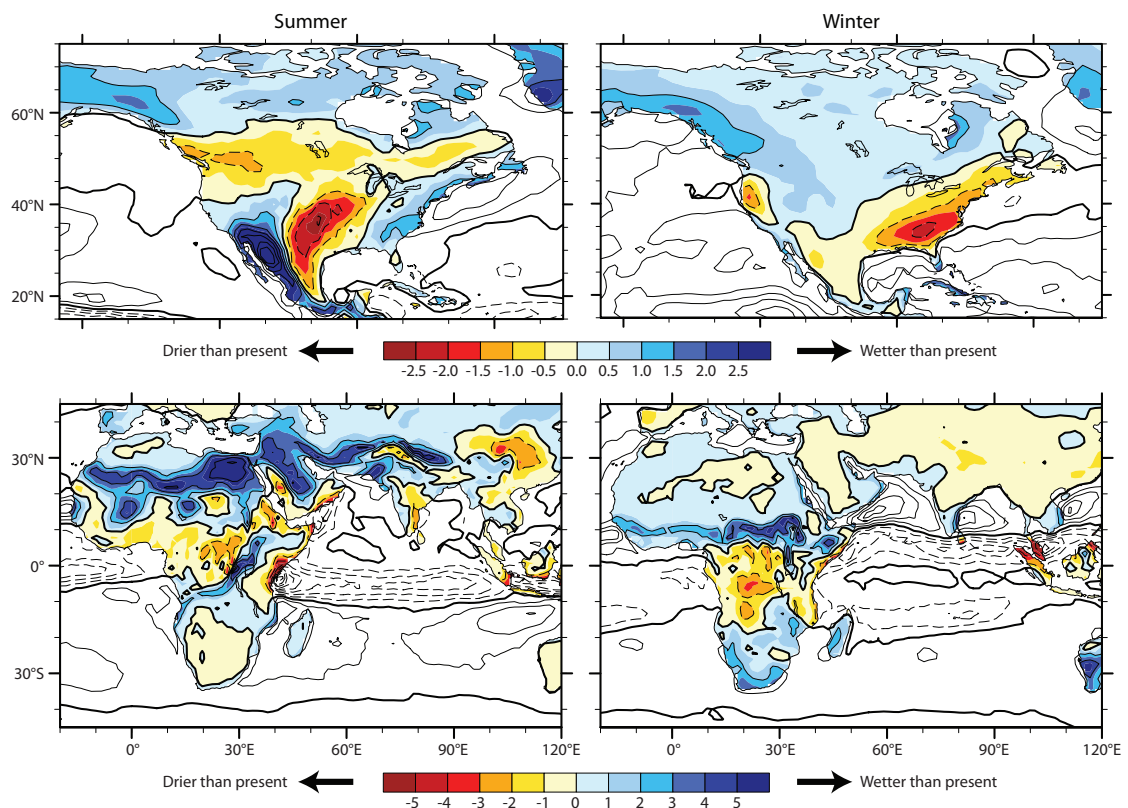 Summer
Winter
60°N
40°N
20°N
Drier than present
-2.5 -2.0 -1.5 -1.0 -0.5 0.0 0.5 1.0 1.5 2.0 2.5
Wetter than present
30°N
0°
30°S
0° 30°E 60°E 90°E 120°E
0° 30°E 60°E 90°E 120°E
Drier than present
-5 -4 -3 -2 -1 0 1 2 3 4 5
Wetter than present